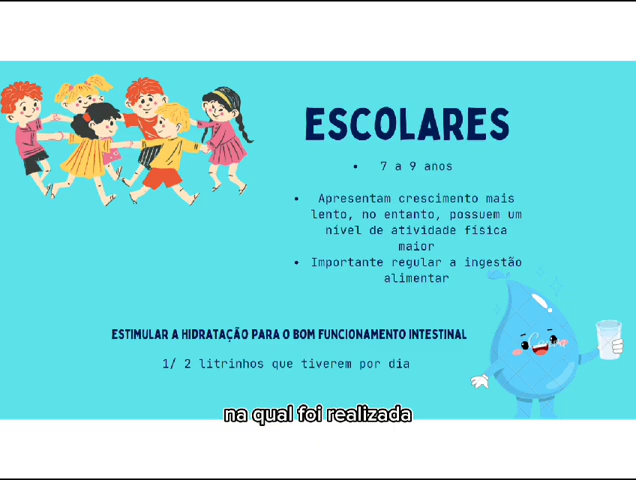 ESCOLARES
• 7 a 9 anos
• Apresentam crescimento mais
lento, no entanto, possuem um
nível de atividade física
maior
• Importante regular a ingestão
alimentar
ESTIMULAR A HIDRATAÇÃO PARA O BOM FUNCIONAMENTO INTESTINAL
1/ 2 litrinhos que tiverem por dia
na qual foi realizada